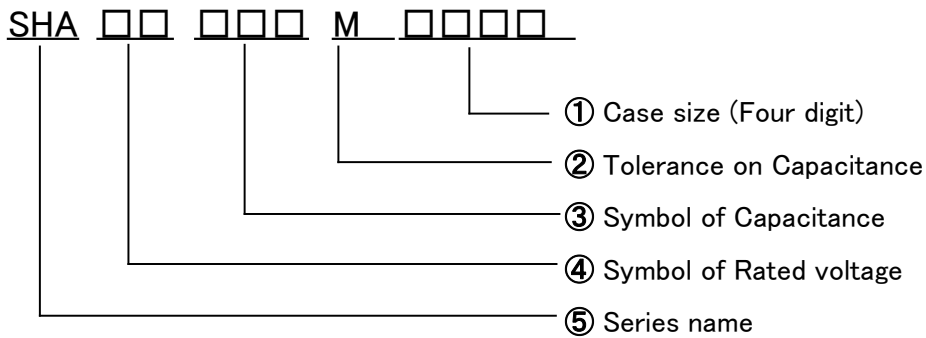 SHA □□ □□□ M □□□□
① Case size (Four digit)
② Tolerance on Capacitance
③ Symbol of Capacitance
④ Symbol of Rated voltage
⑤ Series name